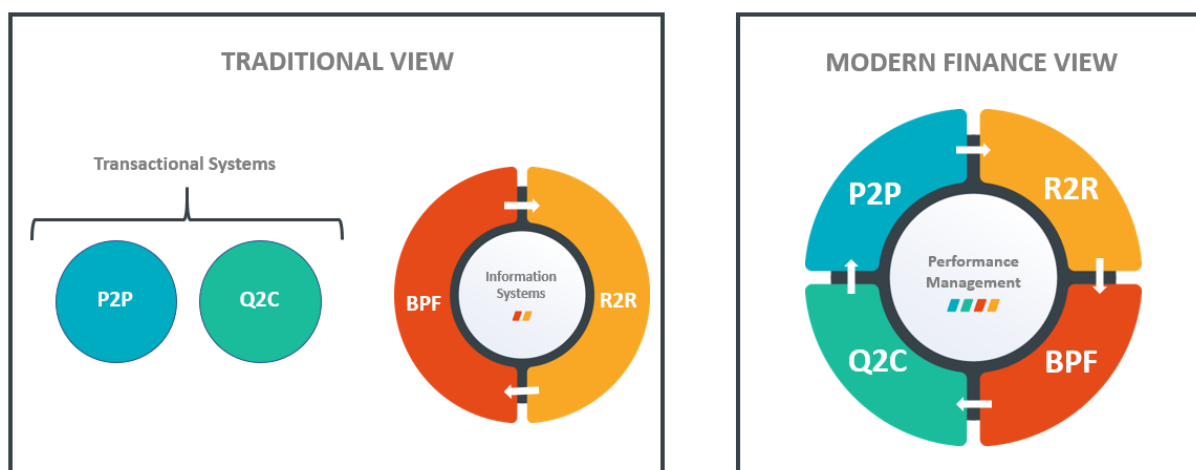 TRADITIONAL VIEW
Transactional Systems
P2P
Q2C
BPF
Information
Systems
R2R
MODERN FINANCE VIEW
P2P
R2R
Performance
Management
Q2C
BPF